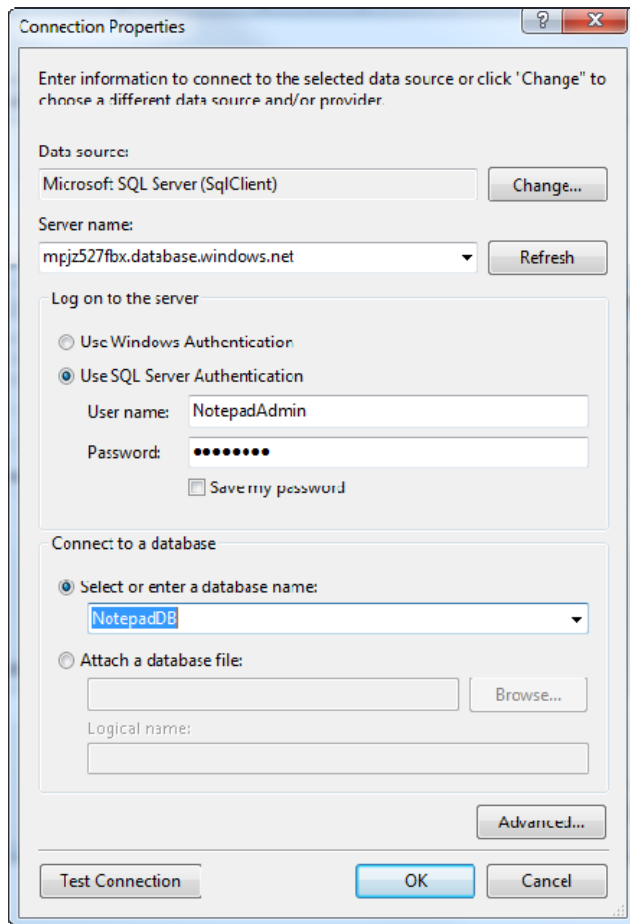 Connection Properties
?
Enter information to connect to the selected data source or click 'Change" to
choose a different data source and/or provider.
Data source:
Microsoft SQL Server (SqlClient)
Change...
Server name:
mpjz527fbx.database.windows.net
Refresh
Log on to the server
Use Windows Authentication
Use SQL Server Authentication
User name:
NotepadAdmin
Password:
●●●●●●●●
Save my password
Connect to a database
Select or enter a database name:
NotepadDB
Attach a database file:
Browse...
Logical name:
Advanced...
Test Connection
OK
Cancel